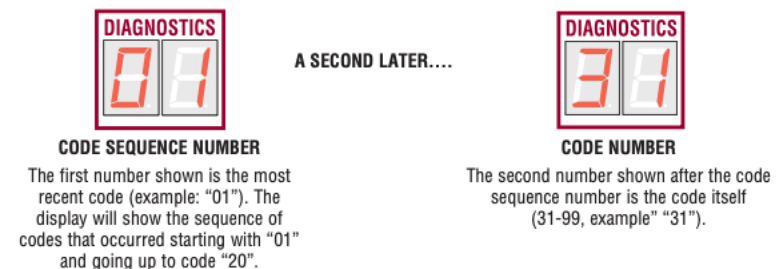 DIAGNOSTICS
01
A SECOND LATER....
DIAGNOSTICS
31
CODE SEQUENCE NUMBER
The first number shown is the most
recent code (example: “01”). The
display will show the sequence of
codes that occurred starting with “01”
and going up to code “20”.
CODE NUMBER
The second number shown after the code
sequence number is the code itself
(31-99, example” “31”).